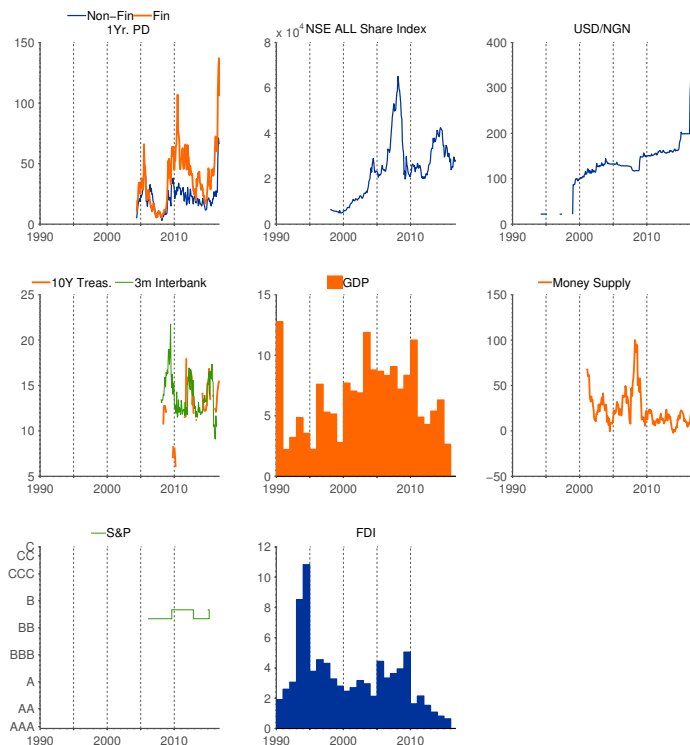 Non-Fin Fin
1Yr. PD
150
100
50
0
1990 2000 2010
× 10⁴ NSE ALL Share Index
8
6
4
2
0
1990 2000 2010
USD/NGN
400
300
200
100
0
1990 2000 2010
10Y Treas. 3m Interbank
25
20
15
10
5
1990 2000 2010
GDP
15
10
5
0
1990 2000 2010
Money Supply
150
100
50
0
−50
1990 2000 2010
S&P
C
CC
CCC
B
BB
BBB
A
AA
AAA
1990 2000 2010
FDI
12
10
8
6
4
2
0
1990 2000 2010